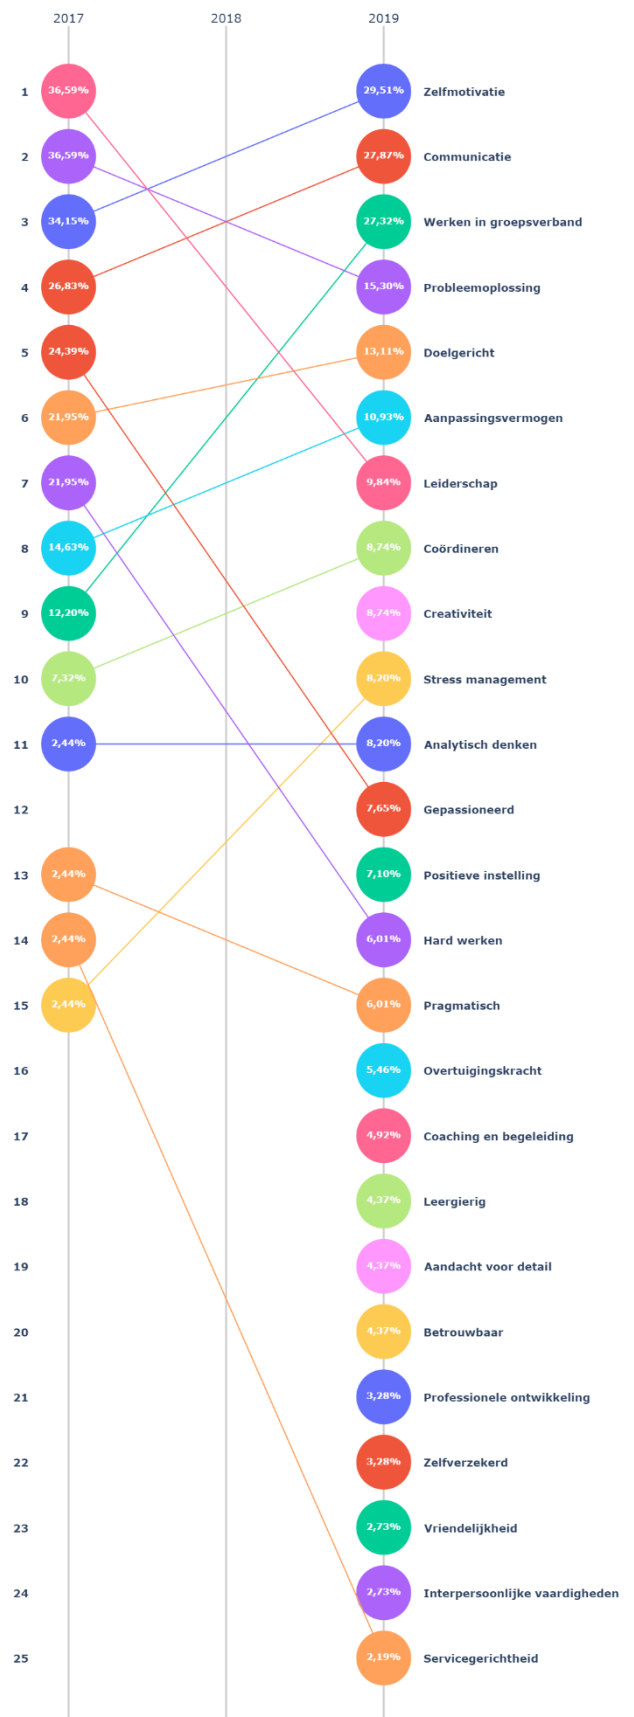 2017 2018 2019
1 36,59% 29,51% Zelfmotivatie
2 36,59% 27,87% Communicatie
3 34,15% 27,32% Werken in groepsverband
4 26,83% 15,30% Probleemoplossing
5 24,39% 13,11% Doelgericht
6 21,95% 10,93% Aanpassingsvermogen
7 21,95% 9,84% Leiderschap
8 14,63% 8,74% Coördineren
9 12,20% 8,74% Creativiteit
10 7,32% 8,20% Stress management
11 2,44% 8,20% Analytisch denken
12 7,65% Gepassioneerd
13 2,44% 7,10% Positieve instelling
14 2,44% 6,01% Hard werken
15 2,44% 6,01% Pragmatisch
16 5,46% Overtuigingskracht
17 4,92% Coaching en begeleiding
18 4,37% Leergierig
19 4,37% Aandacht voor detail
20 4,37% Betrouwbaar
21 3,28% Professionele ontwikkeling
22 3,28% Zelfverzekerd
23 2,73% Vriendelijkheid
24 2,73% Interpersoonlijke vaardigheden
25 2,19% Servicegerichtheid